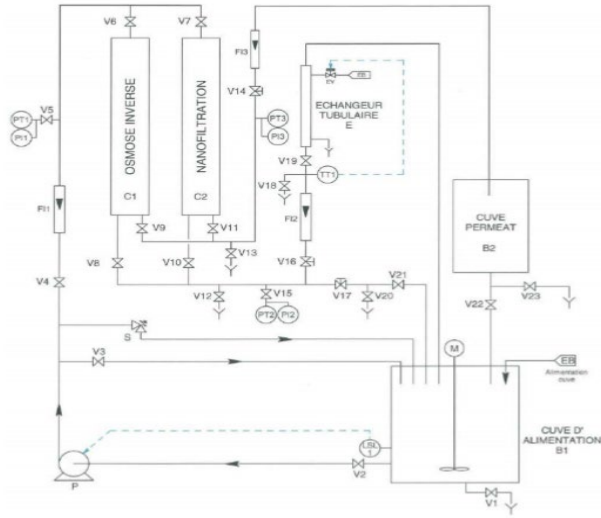 V6
V7
FI3
V14
V5
PT1
PI1
OSMOSE INVERSE
C1
NANOFILTRATION
C2
PT3
PI3
EV
EB
ECHANGEUR
TUBULAIRE
E
V19
V18
TT1
FI1
FI2
V9
V11
V13
V8
V10
V16
V4
V12
V15
PT2
PI2
V17
V20
V21
CUVE
PERMEAT
B2
V22
V23
S
V3
M
EB
Alimentation
cuve
CUVE D'
ALIMENTATION
B1
LSL
1
V2
P
V1